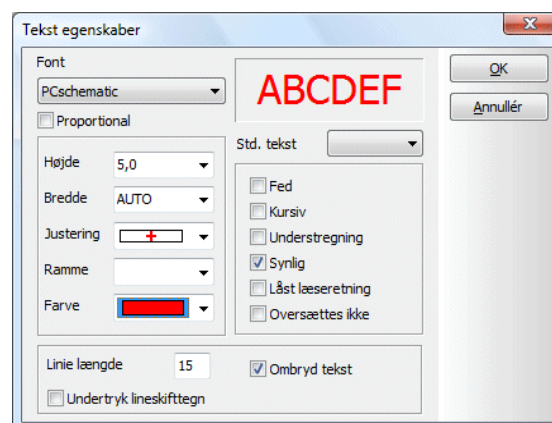 Tekst egenskaber
Font
PCschematic
Proportional
ABCDEF
OK
Annullér
Std. tekst
Højde 5,0
Bredde AUTO
Justering
Ramme
Farve
Fed
Kursiv
Understregning
Synlig
Låst læseretning
Oversættes ikke
Linie længde 15
Ombryd tekst
Undertryk lineskifttegn